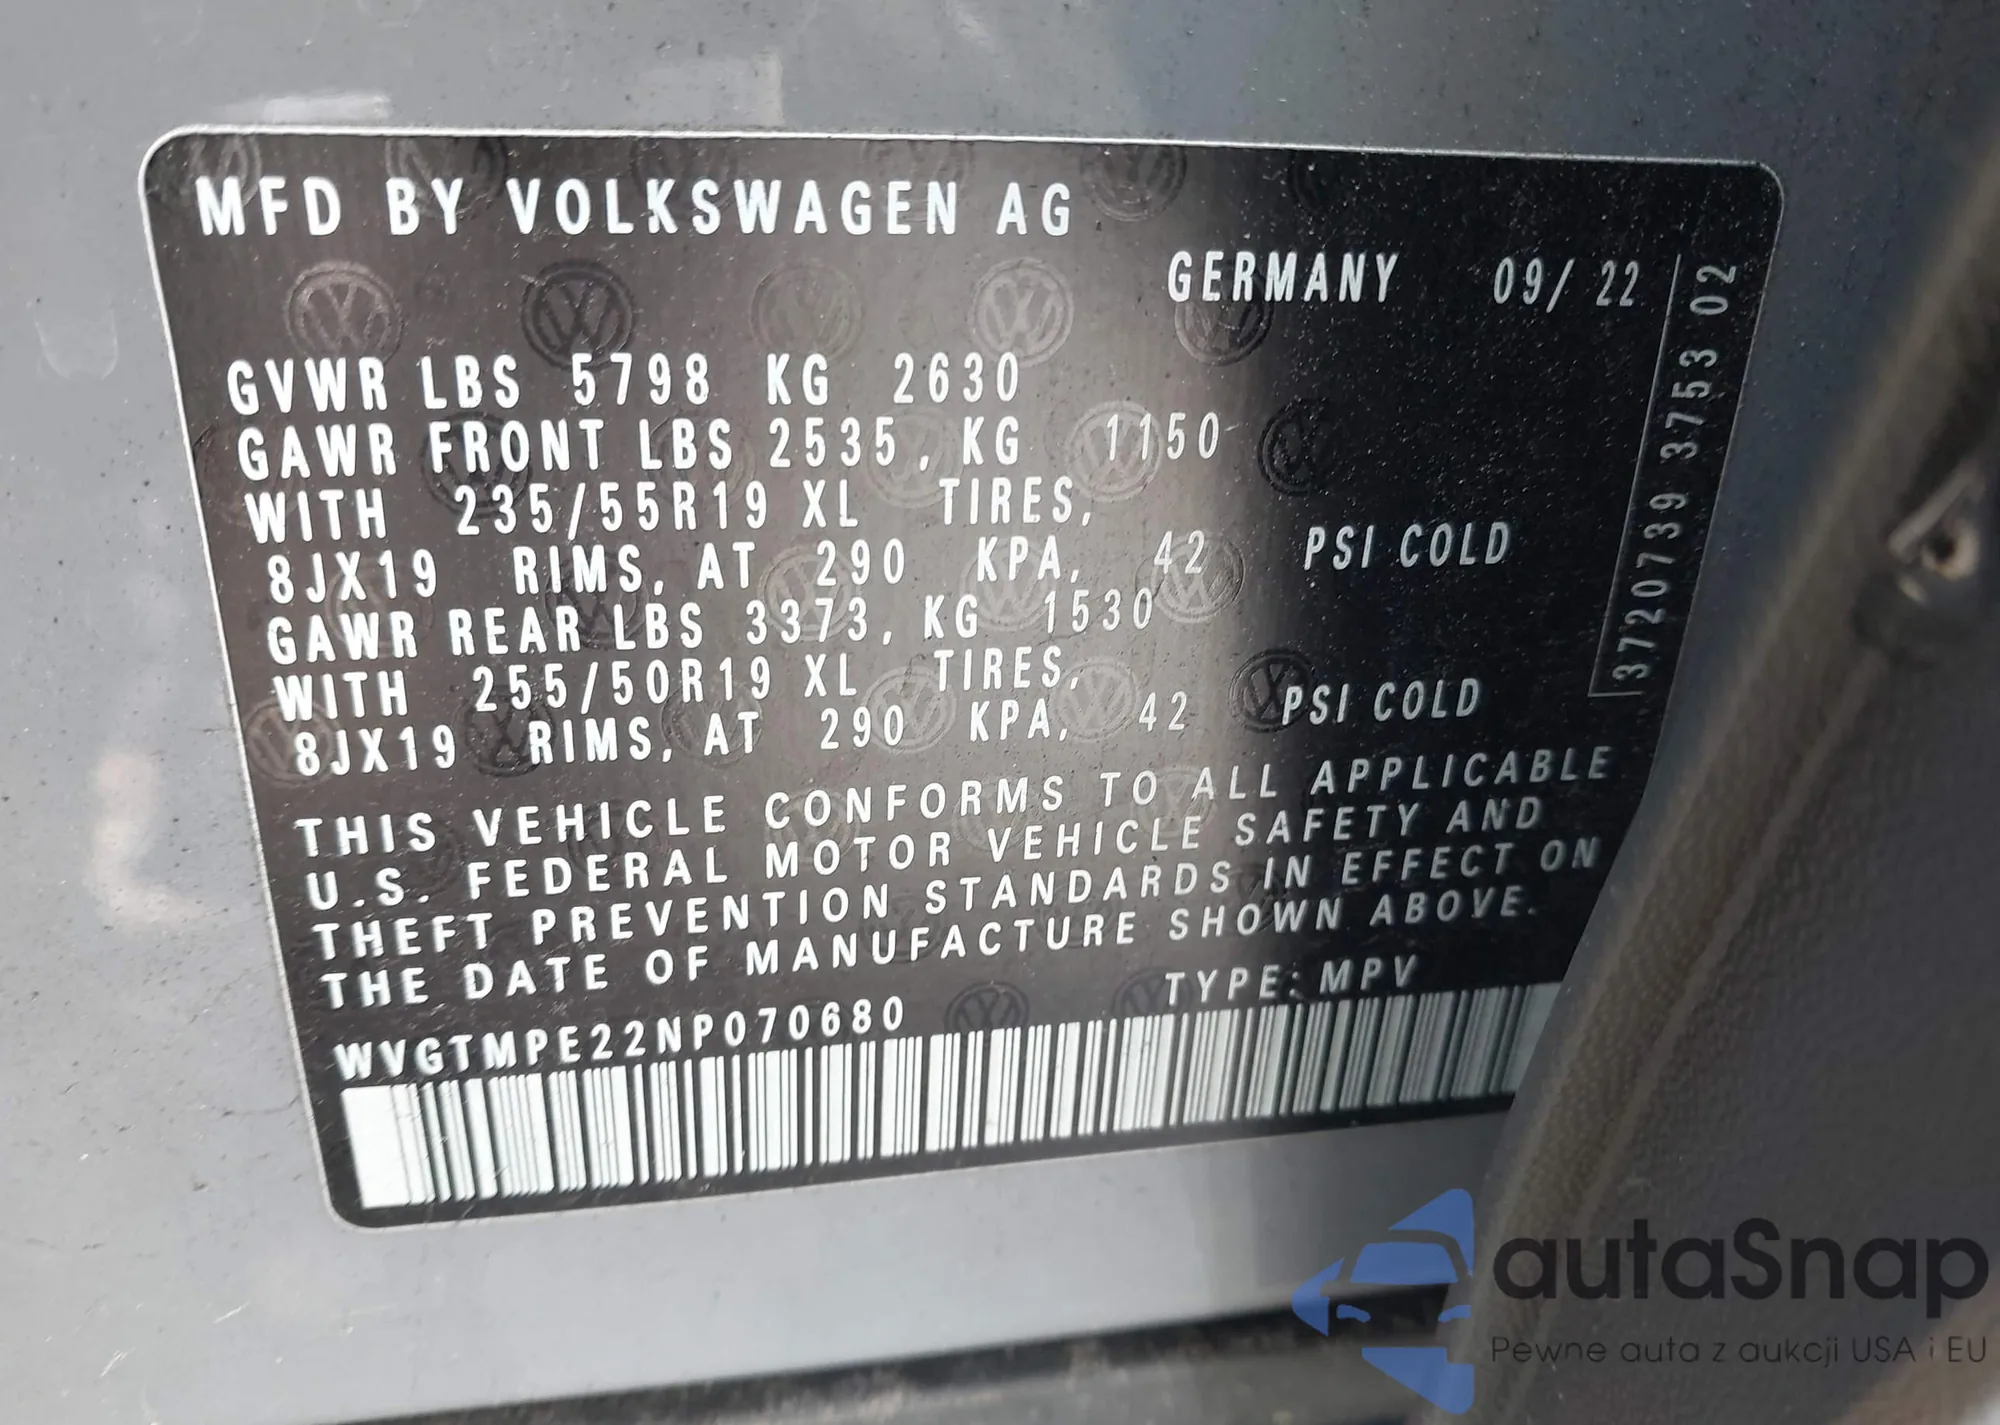 MFD BY VOLKSWAGEN AG
GERMANY 09/ 22
GVWR LBS 5798 KG 2630
GAWR FRONT LBS 2535, KG 1150
WITH 235/55R19 XL TIRES,
8JX19 RIMS, AT 290 KPA, 42 PSI COLD
GAWR REAR LBS 3373, KG 1530
WITH 255/50R19 XL TIRES,
8JX19 RIMS, AT 290 KPA, 42 PSI COLD
THIS VEHICLE CONFORMS TO ALL APPLICABLE
U.S. FEDERAL MOTOR VEHICLE SAFETY AND
THEFT PREVENTION STANDARDS IN EFFECT ON
THE DATE OF MANUFACTURE SHOWN ABOVE.
WVGTMPE22NP070680 TYPE: MPV
3720739 3753 02
autaSnap
Pewne auta z aukcji USA i EU